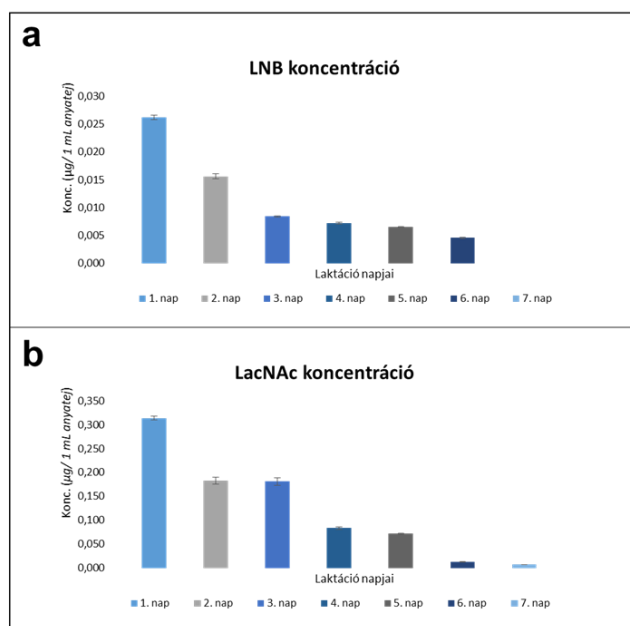 a
LNB koncentráció
Konc. (µg/ 1 mL anyatej)
0,030
0,025
0,020
0,015
0,010
0,005
0,000
Laktáció napjai
1. nap 2. nap 3. nap 4. nap 5. nap 6. nap 7. nap
b
LacNAc koncentráció
Konc. (µg/ 1 mL anyatej)
0,350
0,300
0,250
0,200
0,150
0,100
0,050
0,000
Laktáció napjai
1. nap 2. nap 3. nap 4. nap 5. nap 6. nap 7. nap